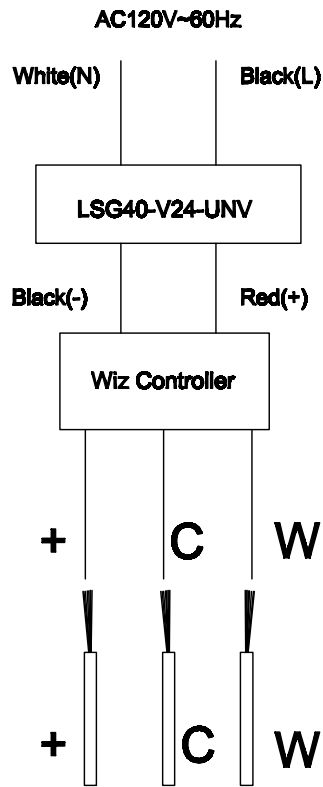 AC120V~60Hz
White(N) Black(L)
LSG40-V24-UNV
Black(-) Red(+)
Wiz Controller
+ C W
+ C W